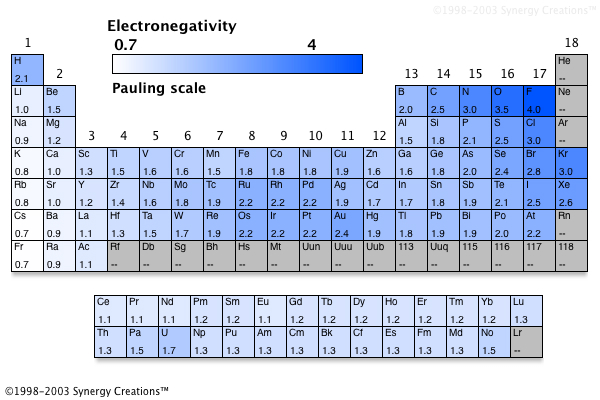 ©1998-2003 Synergy Creations™
Electronegativity
0.7 4
Pauling scale
1 18
2 13 14 15 16 17
3 4 5 6 7 8 9 10 11 12
H He
2.1 --
Li Be B C N O F Ne
1.0 1.5 2.0 2.5 3.0 3.5 4.0 --
Na Mg Al Si P S Cl Ar
0.9 1.2 1.5 1.8 2.1 2.5 3.0 --
K Ca Sc Ti V Cr Mn Fe Co Ni Cu Zn Ga Ge As Se Br Kr
0.8 1.0 1.3 1.5 1.6 1.6 1.5 1.8 1.8 1.8 1.9 1.6 1.6 1.8 2.0 2.4 2.8 3.0
Rb Sr Y Zr Nb Mo Tc Ru Rh Pd Ag Cd In Sn Sb Te I Xe
0.8 1.0 1.2 1.4 1.6 1.8 1.9 2.2 2.2 2.2 1.9 1.7 1.7 1.8 1.9 2.1 2.5 2.6
Cs Ba La Hf Ta W Re Os Ir Pt Au Hg Tl Pb Bi Po At Rn
0.7 0.9 1.1 1.3 1.5 1.7 1.9 2.2 2.2 2.2 2.4 1.9 1.8 1.9 1.9 2.0 2.2 --
Fr Ra Ac Rf Db Sg Bh Hs Mt Uun Uuu Uub 113 Uuq 115 116 117 118
0.7 0.9 1.1 -- -- -- -- -- -- -- -- -- -- -- -- -- -- --
Ce Pr Nd Pm Sm Eu Gd Tb Dy Ho Er Tm Yb Lu
1.1 1.1 1.1 1.2 1.2 1.1 1.2 1.2 1.2 1.2 1.2 1.2 1.2 1.3
Th Pa U Np Pu Am Cm Bk Cf Es Fm Md No Lr
1.3 1.5 1.7 1.3 1.3 1.3 1.3 1.3 1.3 1.3 1.3 1.3 1.5 --
©1998-2003 Synergy Creations™